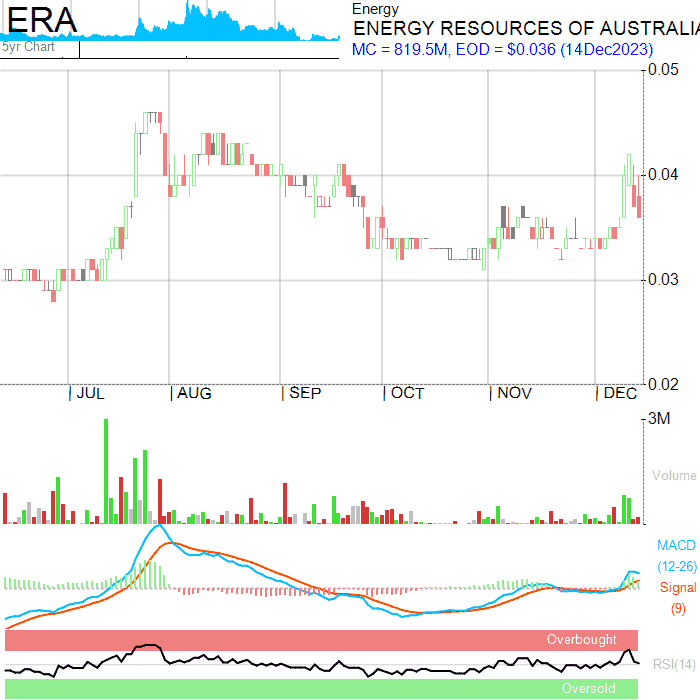 ERA
5yr Chart
Energy
ENERGY RESOURCES OF AUSTRALIA
MC = 819.5M, EOD = $0.036 (14Dec2023)
0.05
0.04
0.03
0.02
JUL AUG SEP OCT NOV DEC
3M
Volume
MACD
(12-26)
Signal
(9)
Overbought
RSI(14)
Oversold